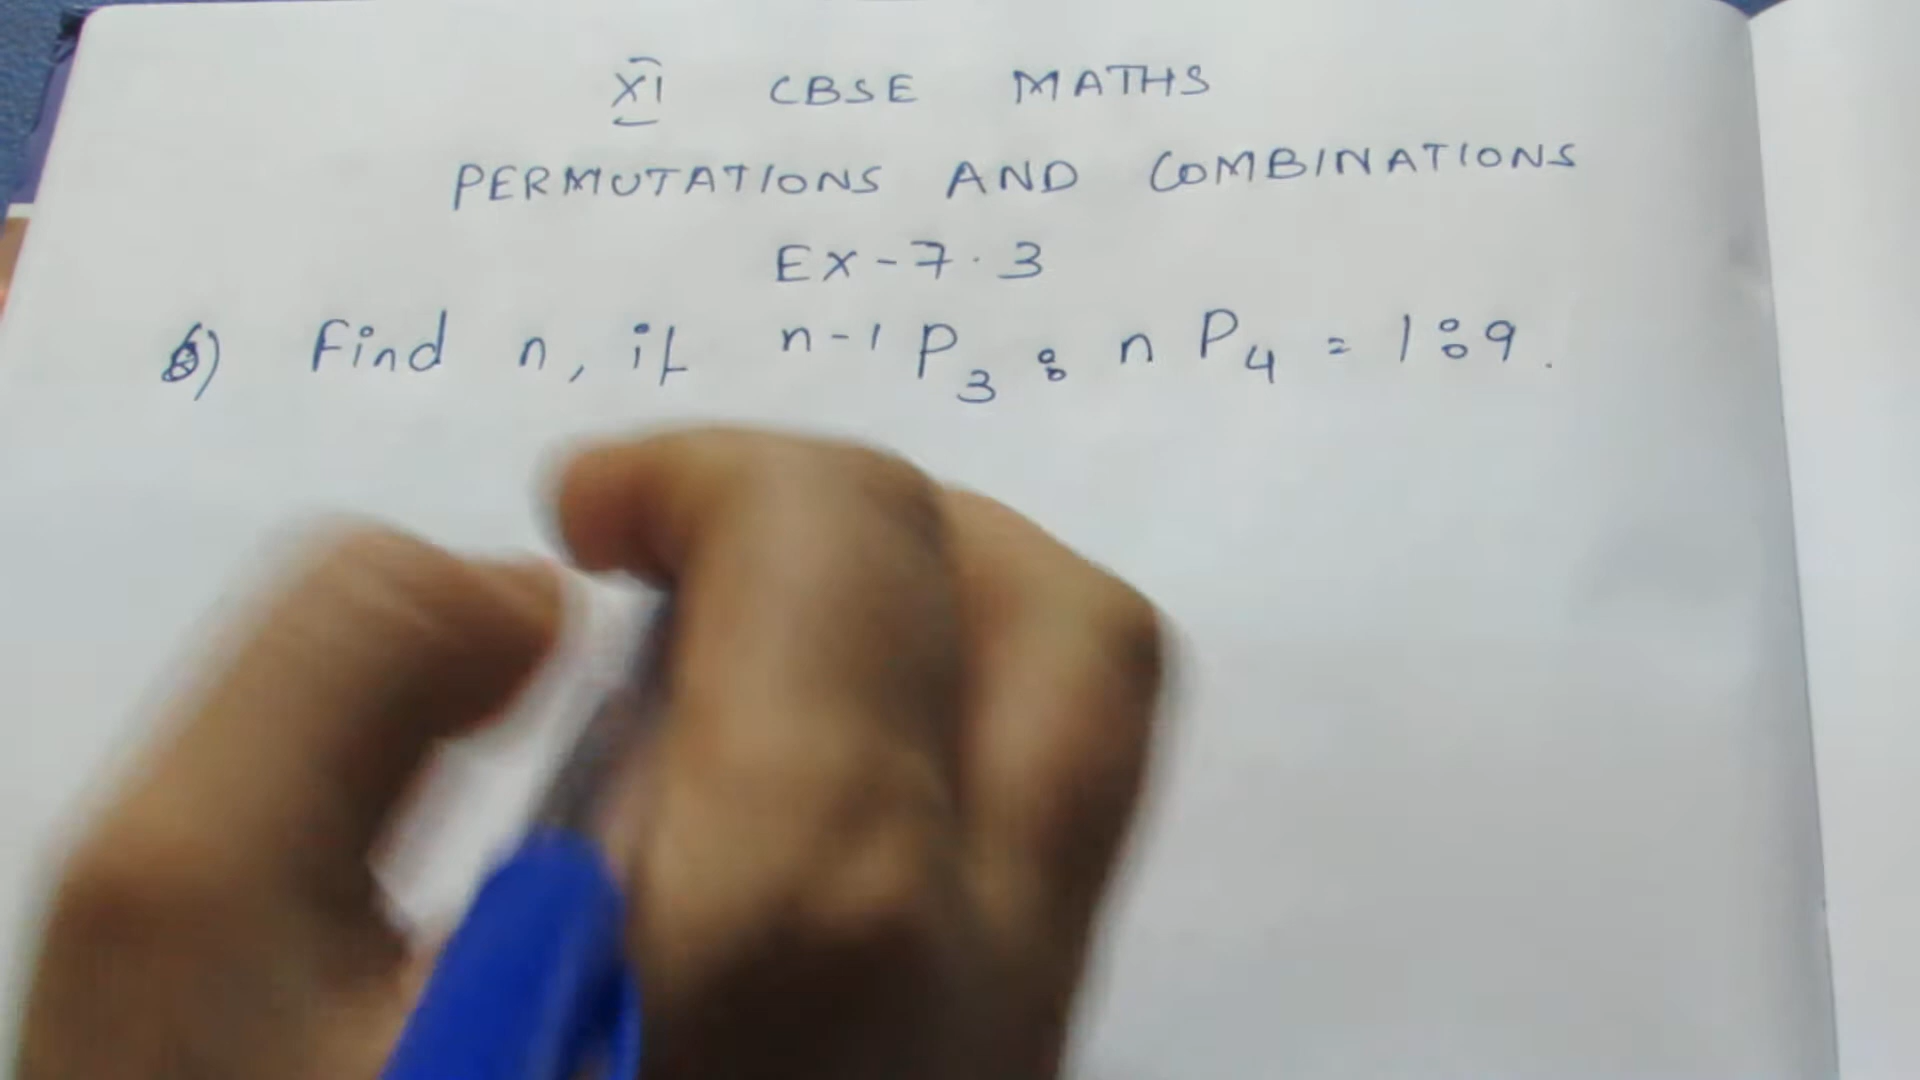 XI CBSE MATHS
PERMUTATIONS AND COMBINATIONS
EX-7.3
6) Find n, if n-1 P3 : n P4 = 1:9.